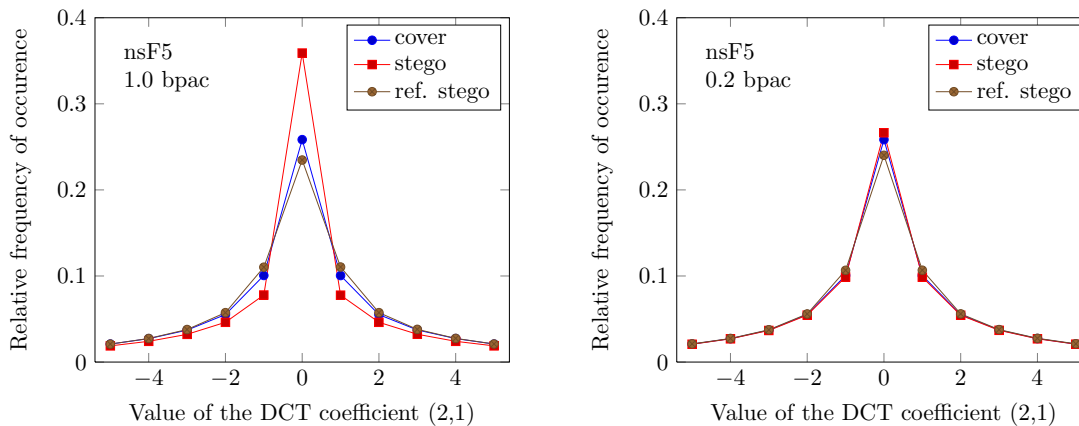 Relative frequency of occurence
0.4
0.3
0.2
0.1
0
nsF5
1.0 bpac
cover
stego
ref. stego
−4 −2 0 2 4
Value of the DCT coefficient (2,1)
Relative frequency of occurence
0.4
0.3
0.2
0.1
0
nsF5
0.2 bpac
cover
stego
ref. stego
−4 −2 0 2 4
Value of the DCT coefficient (2,1)